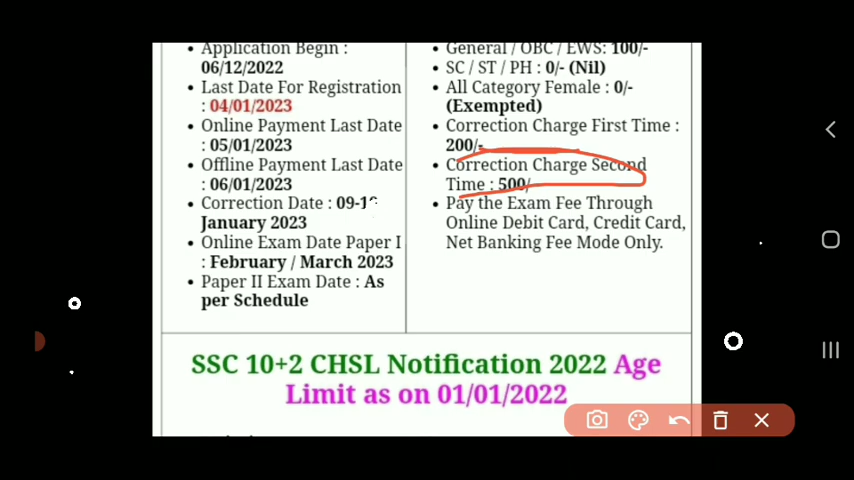 Application Begin :
06/12/2022
Last Date For Registration
: 04/01/2023
Online Payment Last Date
: 05/01/2023
Offline Payment Last Date
: 06/01/2023
Correction Date : 09-
January 2023
Online Exam Date Paper I
: February / March 2023
Paper II Exam Date : As
per Schedule
General / OBC / EWS: 100/-
SC / ST / PH : 0/- (Nil)
All Category Female : 0/-
(Exempted)
Correction Charge First Time :
200/-
Correction Charge Second
Time : 500/-
Pay the Exam Fee Through
Online Debit Card, Credit Card,
Net Banking Fee Mode Only.
SSC 10+2 CHSL Notification 2022 Age
Limit as on 01/01/2022